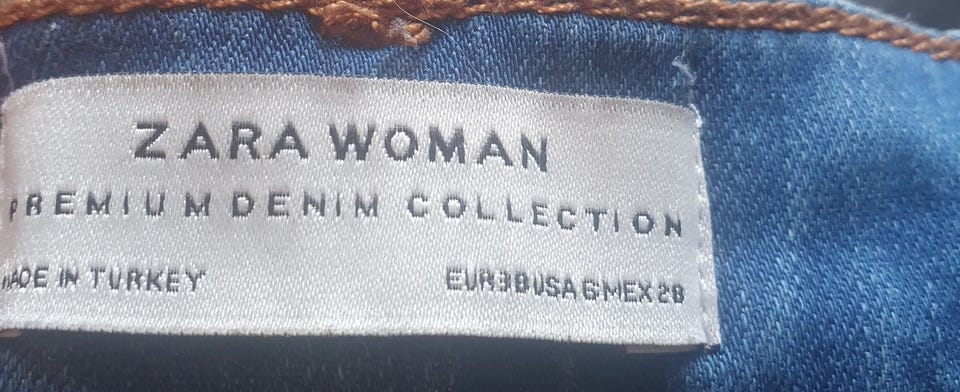 ZARA WOMAN
PREMIUM DENIM COLLECTION
MADE IN TURKEY
EUR 38 USA 6 MEX 28